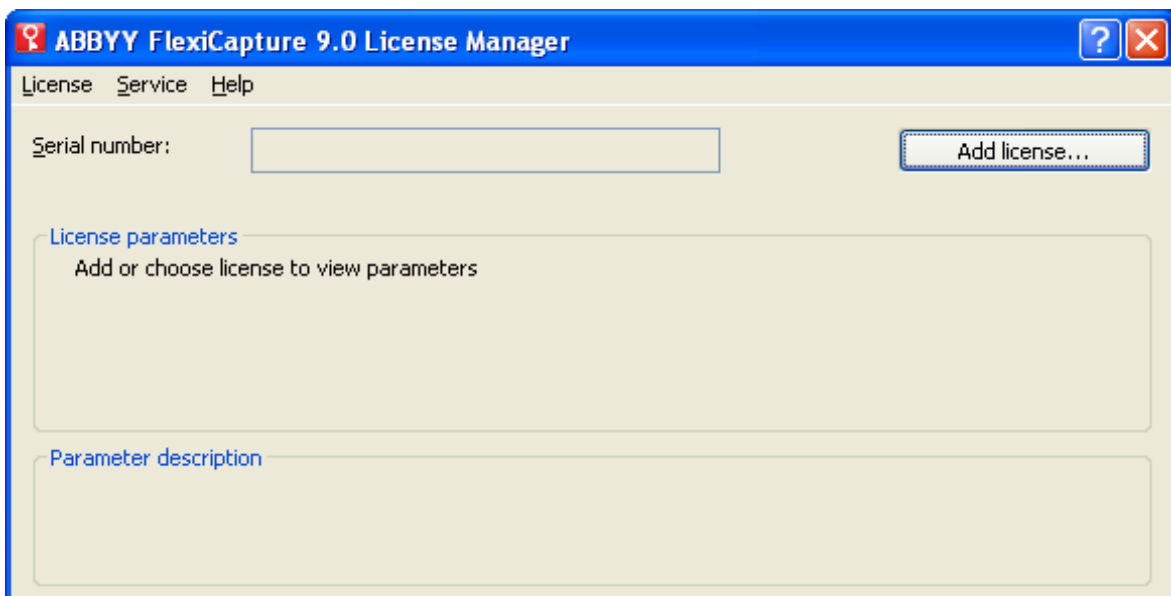 ABBYY FlexiCapture 9.0 License Manager
License Service Help
Serial number: Add license...
License parameters
Add or choose license to view parameters
Parameter description